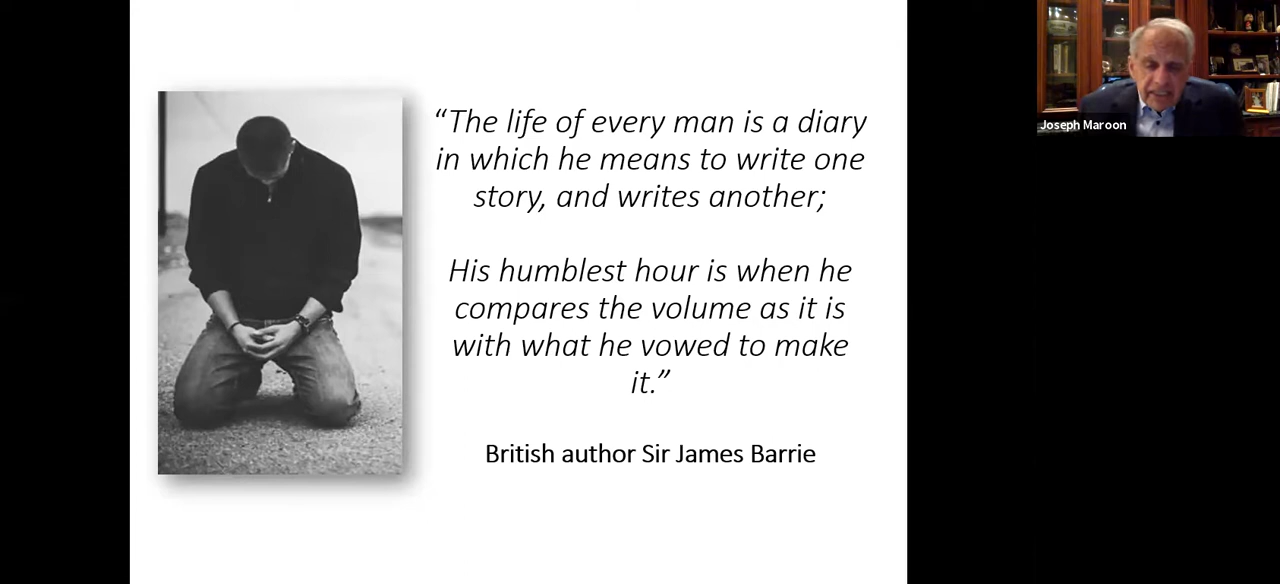 “The life of every man is a diary
in which he means to write one
story, and writes another;
His humblest hour is when he
compares the volume as it is
with what he vowed to make
it.”
British author Sir James Barrie
Joseph Maroon